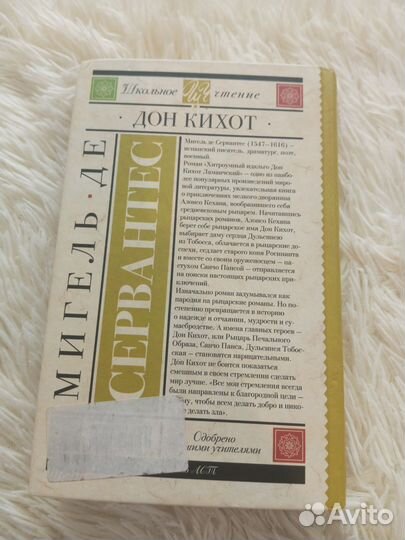 Школьное чтение
· ДОН КИХОТ ·
МИГЕЛЬ · ДЕ
СЕРВАНТЕС
Мигель де Сервантес (1547–1616) –
испанский писатель, драматург, поэт,
военный.
Роман «Хитроумный идальго Дон
Кихот Ламанчский» – одно из наибо-
лее популярных произведений миро-
вой литературы, увлекательная книга
о приключениях мелкого дворянина
Алонсо Кехана, вообразившего себя
средневековым рыцарем. Начитавшись
рыцарских романов, Алонсо Кехана
берет себе рыцарское имя Дон Кихот,
выбирает даму сердца Дульсинею
из Тобосса, облачается в рыцарские до-
спехи, седлает старого коня Росинанта
и вместе со своим оруженосцем – па-
стухом Санчо Пансой – отправляется
на поиски настоящих рыцарских при-
ключений.
Изначально роман задумывался как
пародия на рыцарские романы. Но по-
степенно превращается в историю
о надежде и отчаянии, мудрости и су-
масбродстве. А имена главных героев –
Дон Кихот, или Рыцарь Печального
Образа, Санчо Панса, Дульсинея Тобос-
ская – становятся нарицательными.
Дон Кихот не боится показаться
смешным в своем стремлении сделать
мир лучше. «Все мои стремления всегда
были направлены к благородной цели –
тому, чтобы всем делать добро и нико-
не делать зла».
Одобрено
учителями
АСТ
Avito